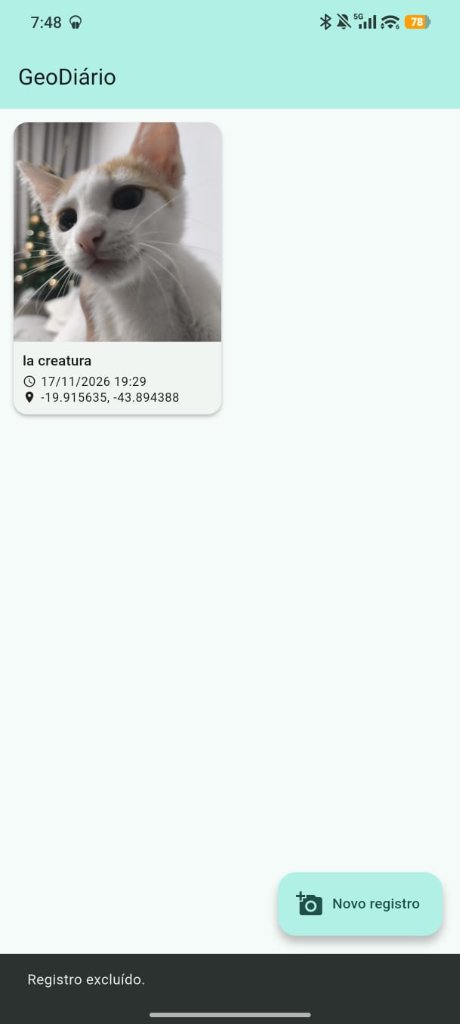 7:48 5G 78
GeoDiário
la creatura
17/11/2026 19:29
-19.915635, -43.894388
Novo registro
Registro excluído.